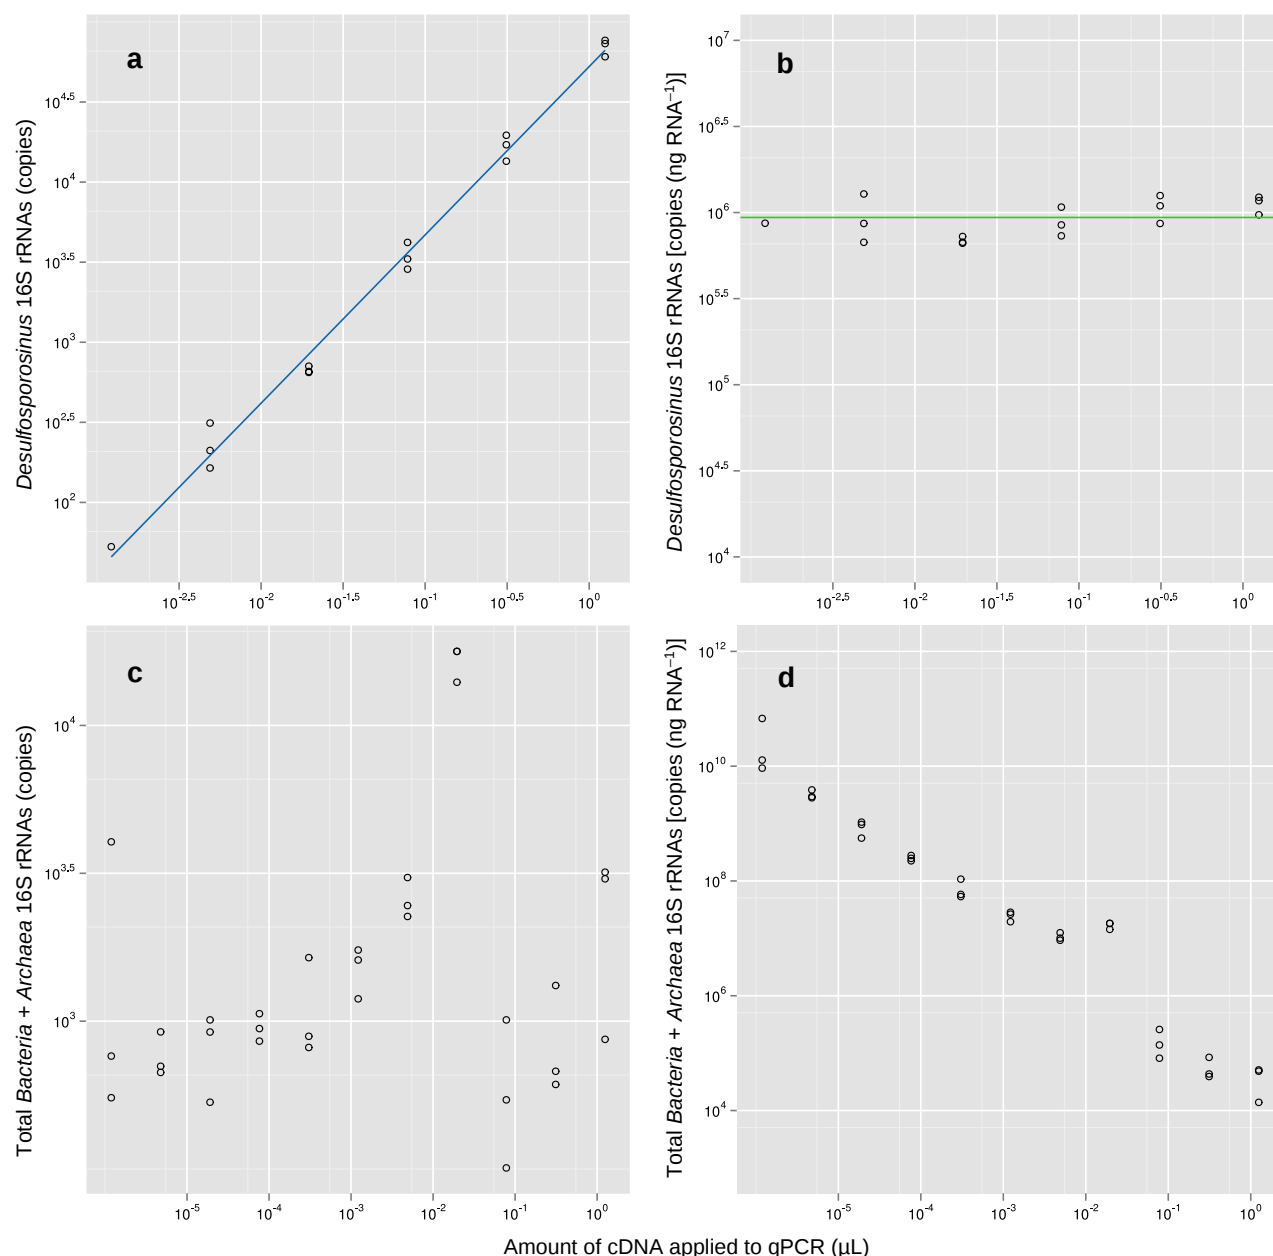 a
Desulfosporosinus 16S rRNAs (copies)
10^4.5
10^4
10^3.5
10^3
10^2.5
10^2
10^-2.5 10^-2 10^-1.5 10^-1 10^-0.5 10^0
b
Desulfosporosinus 16S rRNAs [copies (ng RNA⁻¹)]
10^7
10^6.5
10^6
10^5.5
10^5
10^4.5
10^4
10^-2.5 10^-2 10^-1.5 10^-1 10^-0.5 10^0
c
Total Bacteria + Archaea 16S rRNAs (copies)
10^4
10^3.5
10^3
10^-5 10^-4 10^-3 10^-2 10^-1 10^0
d
Total Bacteria + Archaea 16S rRNAs [copies (ng RNA⁻¹)]
10^12
10^10
10^8
10^6
10^4
10^-5 10^-4 10^-3 10^-2 10^-1 10^0
Amount of cDNA applied to qPCR (µL)